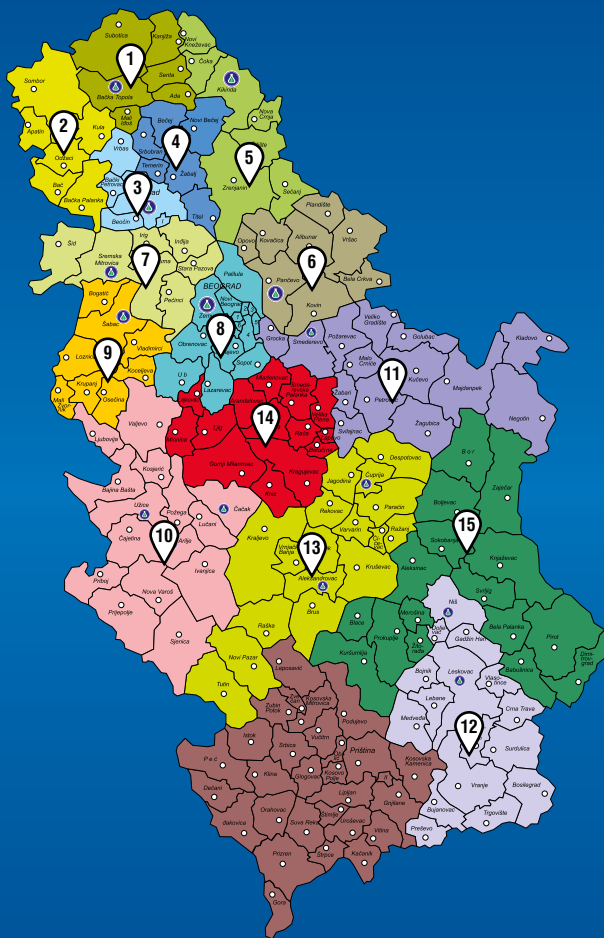 Subotica
Kanjiža
Novi
Kneževac
Čoka
Senta
1
Sombor
Bačka Topola
Ada
Kikinda
Mali
Iđoš
Nova
Crnja
Bečej
Novi Bečej
Apatin
2
Kula
Vrbas
4
Srbobran
Temerin
Žabalj
5
Odžaci
Zrenjanin
Sečanj
Bač
Bačka Palanka
Bački
Petrovac
3
Beočin
Titel
Plandište
Opovo
Kovačica
Alibunar
Vršac
Šid
Irig
Inđija
Sremska
Mitrovica
7
Stara Pazova
Palilula
6
Pančevo
Bela Crkva
Bogatić
Pećinci
BEOGRAD
Novi
Beograd
Kovin
Šabac
Obrenovac
8
Grocka
Smederevo
Požarevac
Veliko
Gradište
Golubac
Kladovo
Vladimirci
Loznica
9
Koceljeva
Sopot
Malo
Crniće
Kučevo
Majdanpek
Krupanj
Osečina
Ub
Lazarevac
Mladenovac
11
Žabari
Negotin
Ljubovija
Valjevo
Mionica
Ljig
14
Rača
Svilajnac
Žagubica
Kosjerić
Gornji Milanovac
Kragujevac
Knić
Despotovac
Bor
Bajina Bašta
Jagodina
Ćuprija
Zaječar
Užice
Požega
Lučani
Čačak
Rekovac
Paraćin
Boljevac
Čajetina
Arilje
10
Kraljevo
Varvarin
Ražanj
15
Sokobanja
Ivanjica
13
Aleksandrovac
Kruševac
Aleksinac
Knjaževac
Priboj
Nova Varoš
Prijepolje
Brus
Svrljig
Niš
Raška
Blace
Merošina
Bela Palanka
Pirot
Sjenica
Prokuplje
Gadžin Han
Novi Pazar
Kuršumlija
Babušnica
Leposavić
Bojnik
Leskovac
Tutin
Lebane
Zubin
Potok
Kosovska
Mitrovica
Crna Trava
Podujevo
Medveđa
12
Istok
Vučitrn
Srbica
Priština
Surdulica
Peć
Klina
Glogovac
Kosovo
Polje
Kosovska
Kamenica
Vranje
Bosilegrad
Dečani
Lipljan
Gnjilane
Bujanovac
Orahovac
Štimlje
Trgovište
Đakovica
Suva Reka
Uroševac
Vitina
Preševo
Prizren
Štrpce
Kačanik
Gora